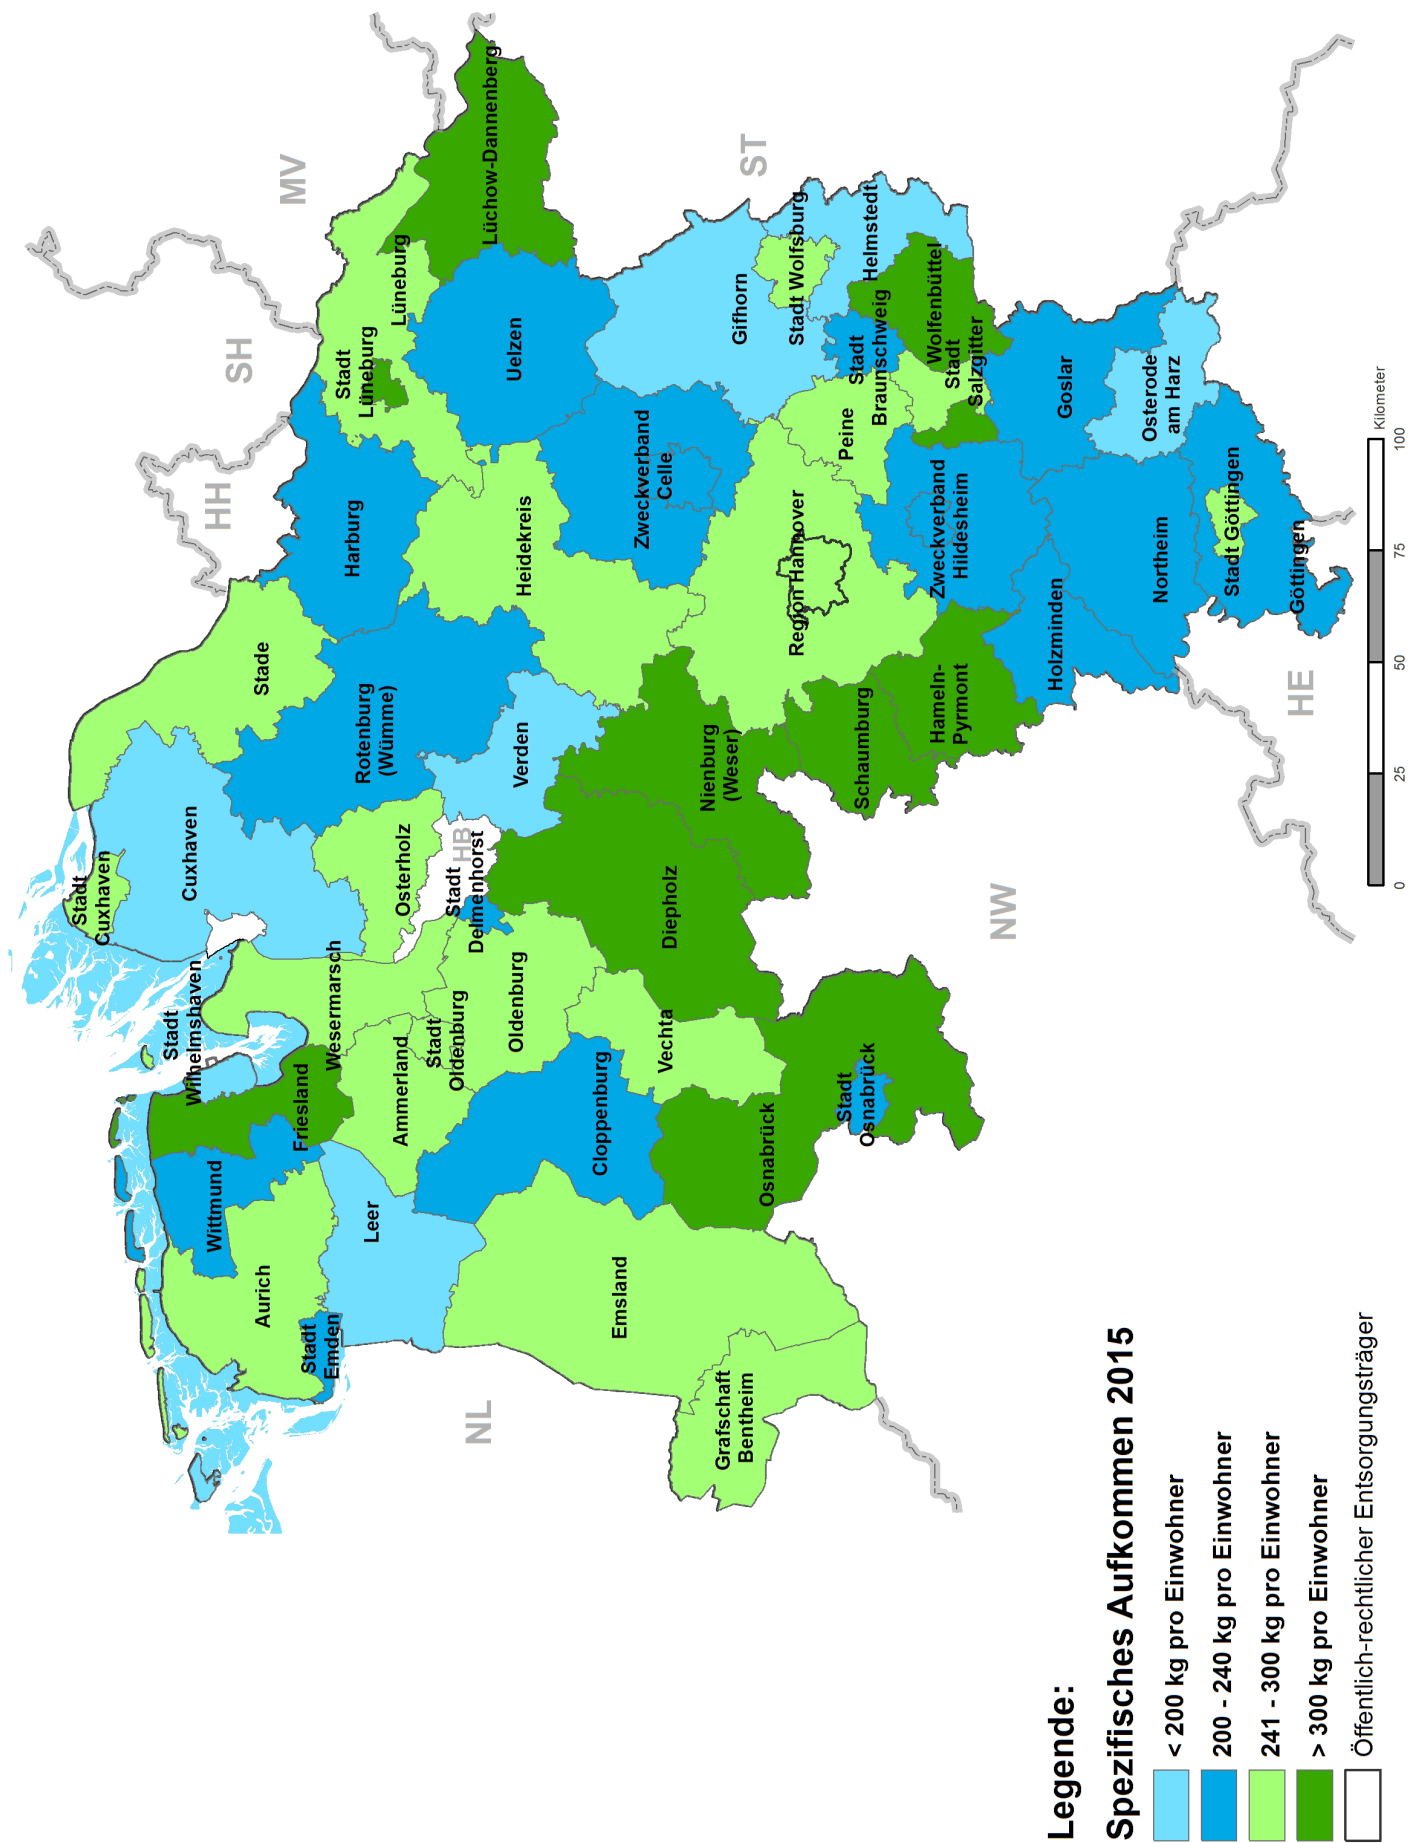 MV
SH
HH
ST
HB
NL
NW
HE
Stadt
Cuxhaven
Cuxhaven
Stade
Stadt
Wilhelmshaven
Wittmund
Friesland
Aurich
Stadt
Emden
Leer
Wesermarsch
Ammerland
Stadt
Oldenburg
Oldenburg
Osterholz
Stadt
Delmenhorst
Rotenburg
(Wümme)
Harburg
Stadt
Lüneburg
Lüneburg
Lüchow-Dannenberg
Uelzen
Heidekreis
Verden
Cloppenburg
Emsland
Vechta
Diepholz
Nienburg
(Weser)
Zweckverband
Celle
Gifhorn
Stadt Wolfsburg
Helmstedt
Grafschaft
Bentheim
Osnabrück
Stadt
Osnabrück
Schaumburg
Region Hannover
Peine
Stadt
Braunschweig
Wolfenbüttel
Stadt
Salzgitter
Hameln-
Pyrmont
Zweckverband
Hildesheim
Holzminden
Goslar
Northeim
Osterode
am Harz
Stadt Göttingen
Göttingen
Legende:
Spezifisches Aufkommen 2015
< 200 kg pro Einwohner
200 - 240 kg pro Einwohner
241 - 300 kg pro Einwohner
> 300 kg pro Einwohner
Öffentlich-rechtlicher Entsorgungsträger
0 25 50 75 100
Kilometer